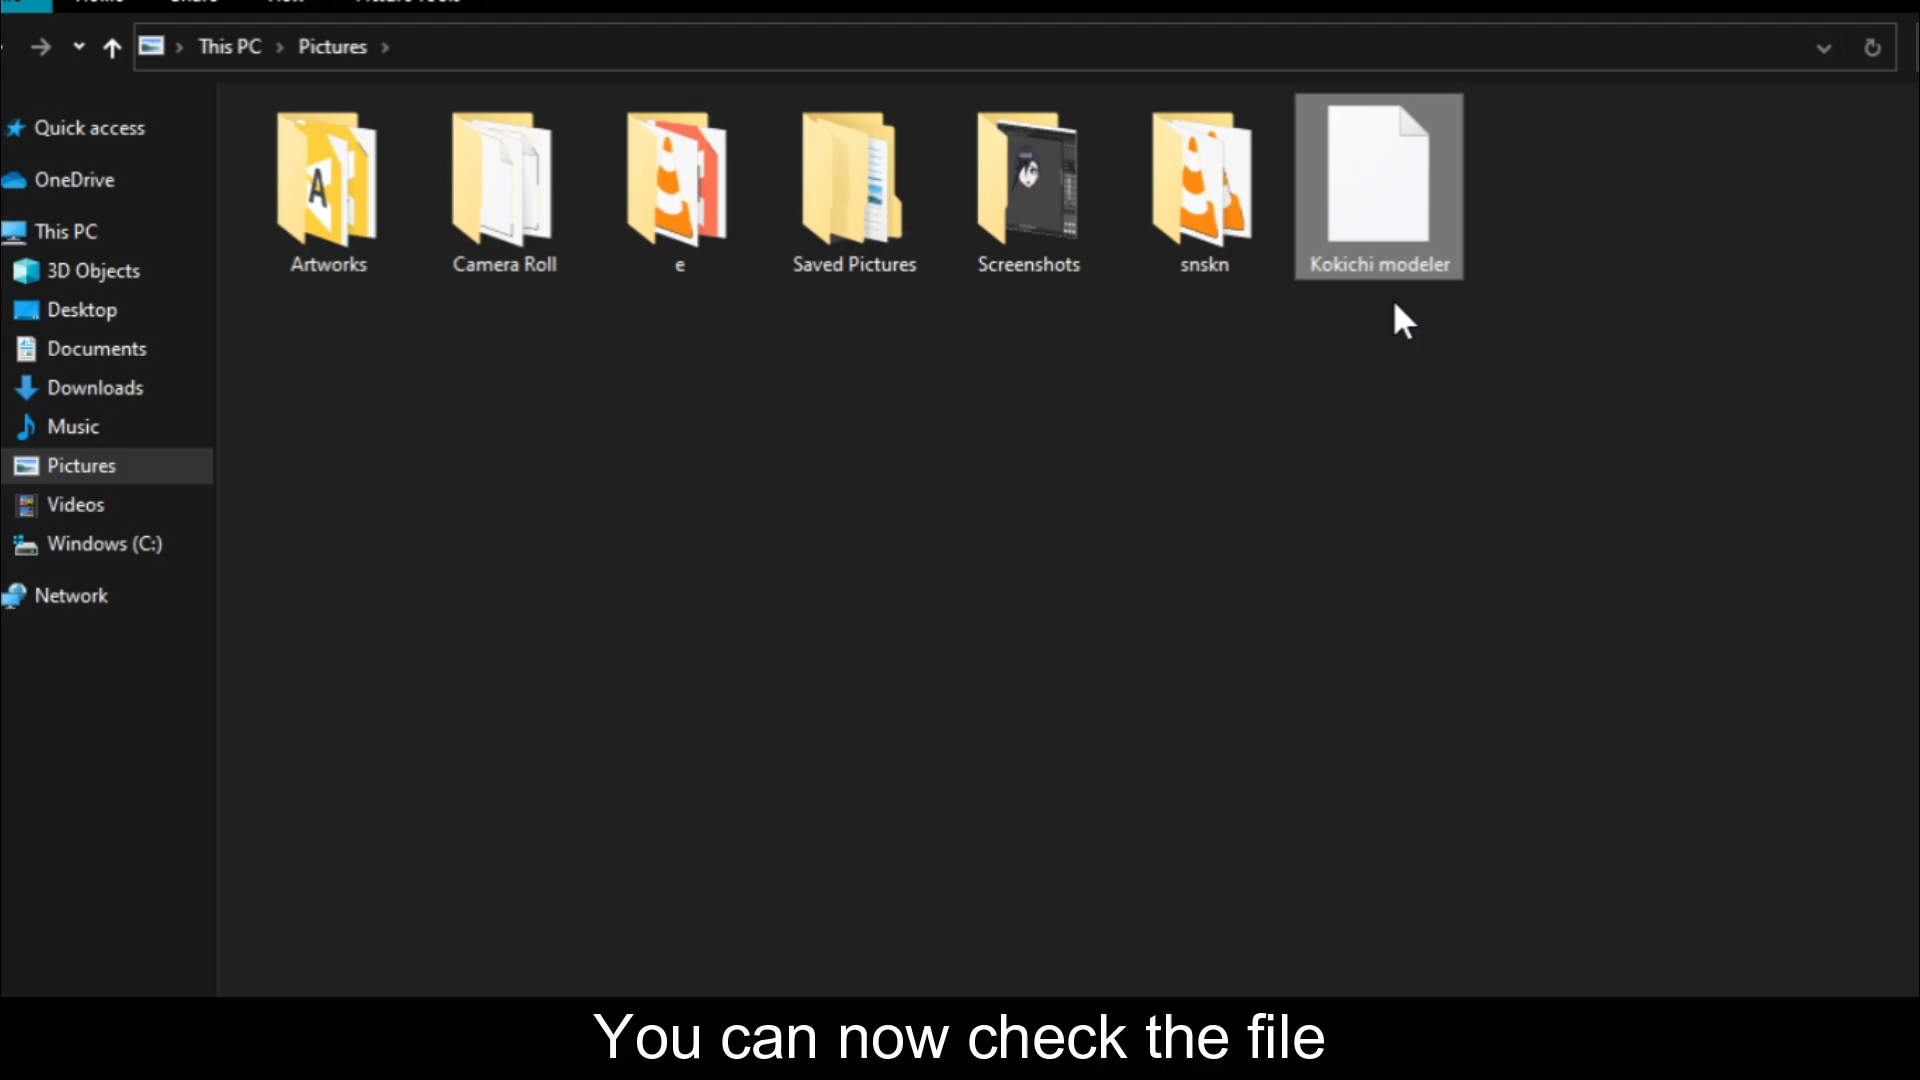 This PC
Pictures
Quick access
OneDrive
This PC
3D Objects
Desktop
Documents
Downloads
Music
Pictures
Videos
Windows (C:)
Network
Artworks
Camera Roll
e
Saved Pictures
Screenshots
snskn
Kokichi modeler
You can now check the file